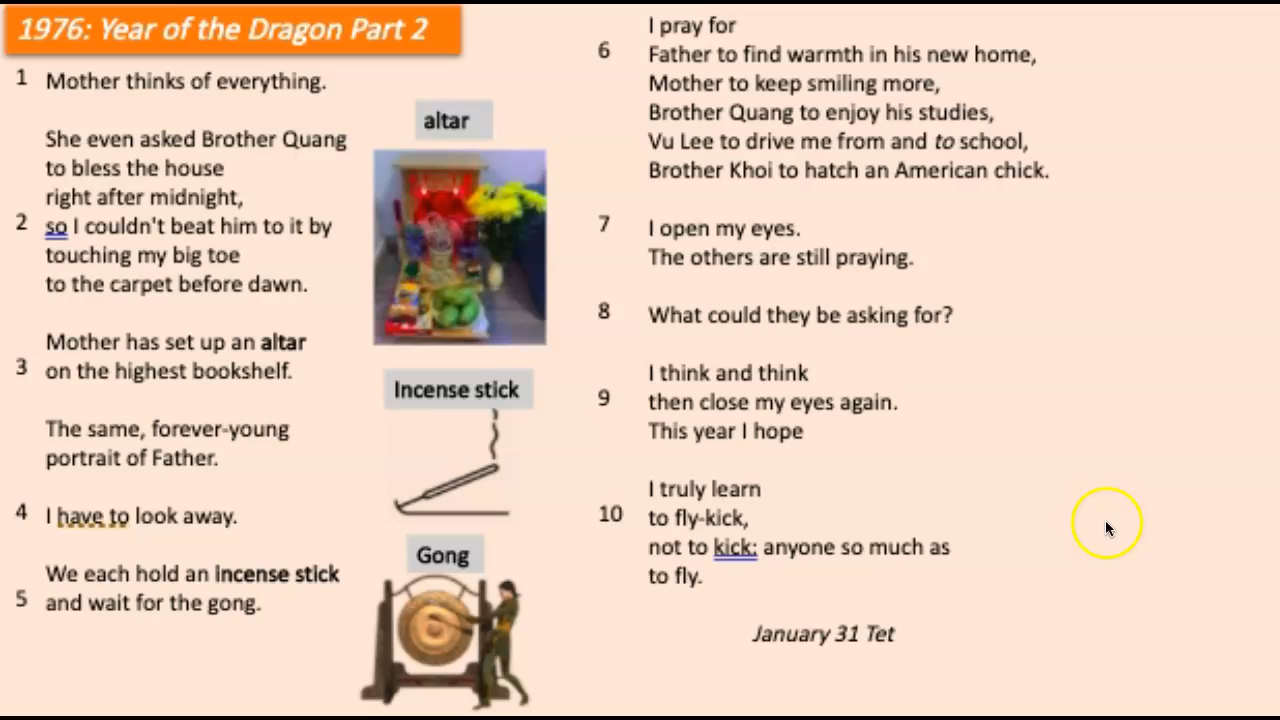 1976: Year of the Dragon Part 2
1 Mother thinks of everything.
She even asked Brother Quang
to bless the house
right after midnight,
2 so I couldn't beat him to it by
touching my big toe
to the carpet before dawn.
Mother has set up an altar
3 on the highest bookshelf.
The same, forever-young
portrait of Father.
4 I have to look away.
We each hold an incense stick
5 and wait for the gong.
altar
Incense stick
Gong
I pray for
6 Father to find warmth in his new home,
Mother to keep smiling more,
Brother Quang to enjoy his studies,
Vu Lee to drive me from and to school,
Brother Khoi to hatch an American chick.
7 I open my eyes.
The others are still praying.
8 What could they be asking for?
I think and think
9 then close my eyes again.
This year I hope
I truly learn
10 to fly-kick,
not to kick: anyone so much as
to fly.
January 31 Tet